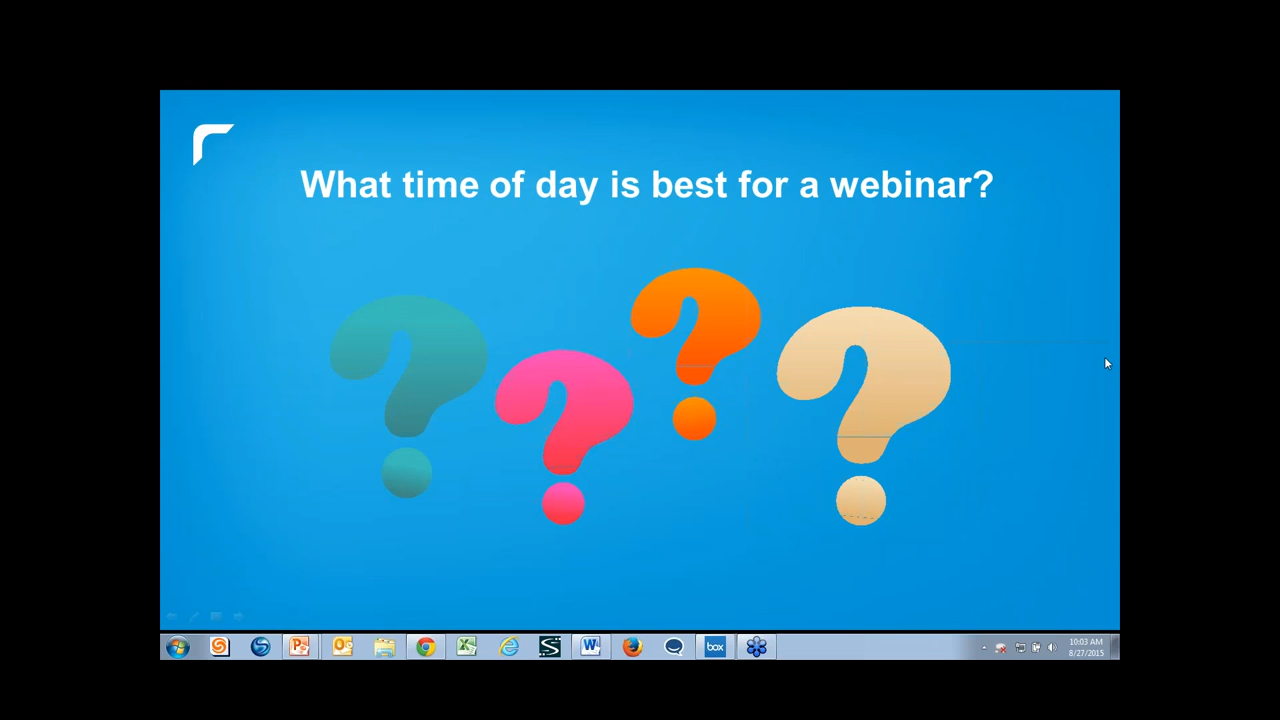 What time of day is best for a webinar?
? ? ? ?
box
10:03 AM
8/27/2015